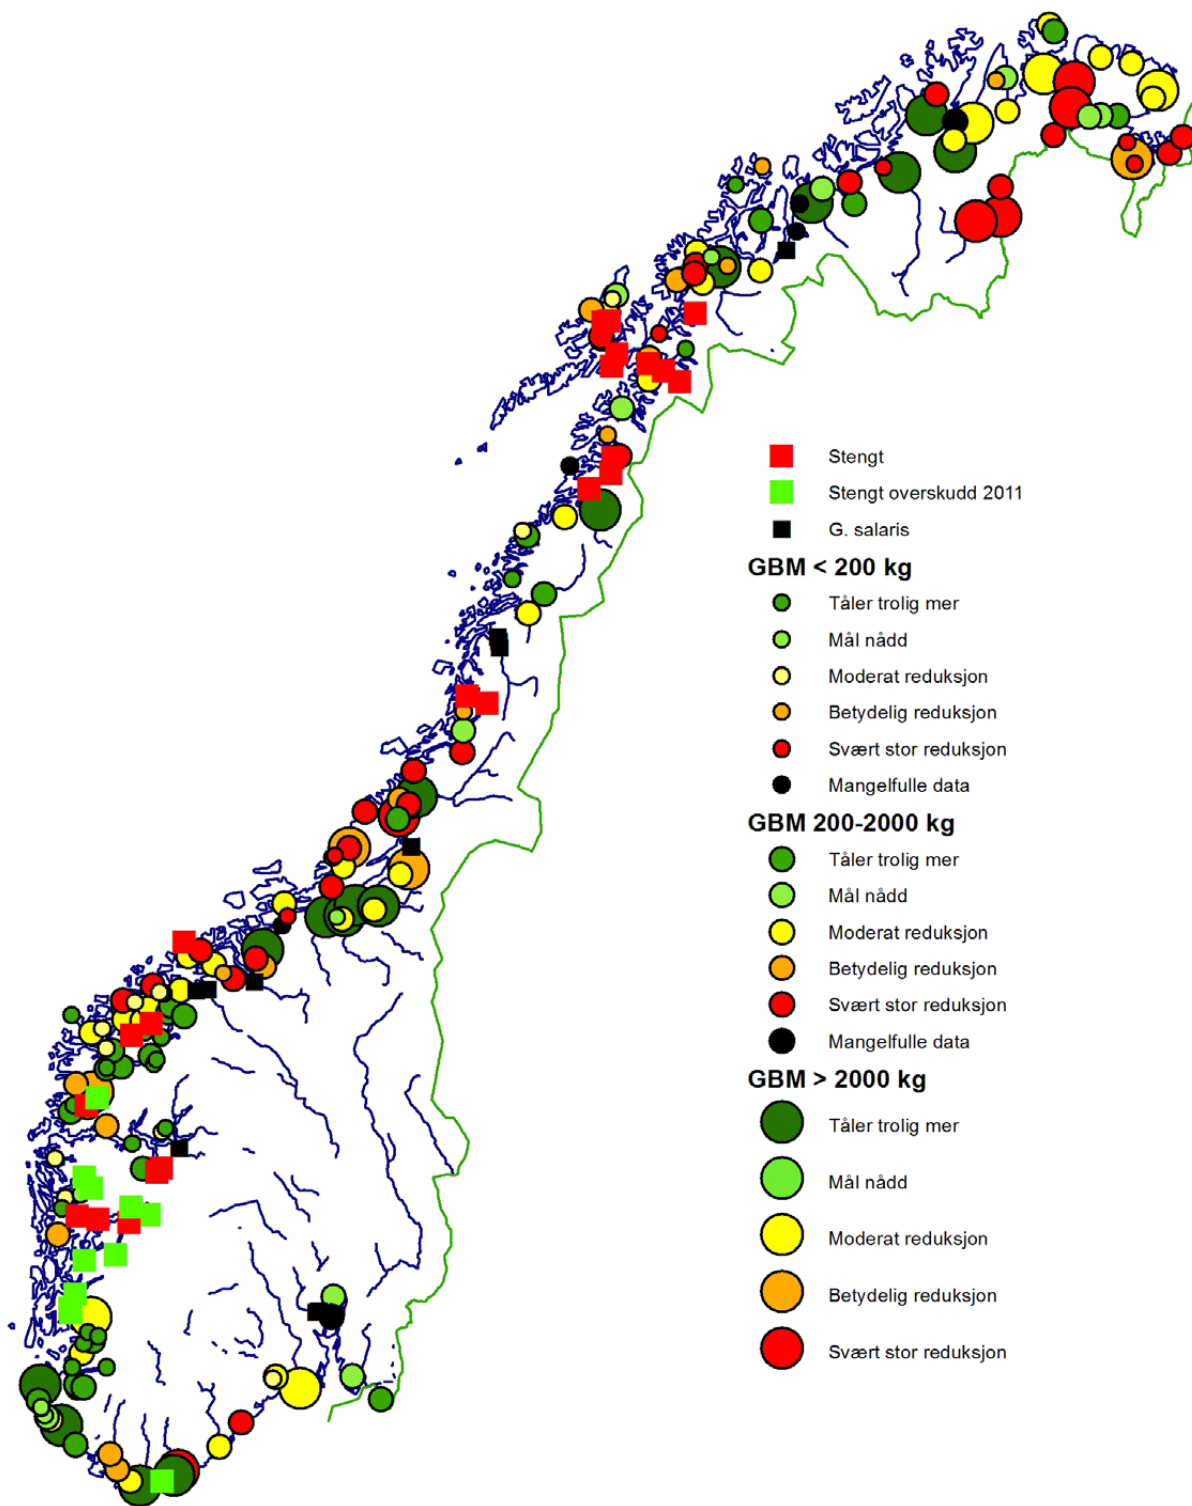 Stengt
Stengt overskudd 2011
G. salaris
GBM < 200 kg
Tåler trolig mer
Mål nådd
Moderat reduksjon
Betydelig reduksjon
Svært stor reduksjon
Mangelfulle data
GBM 200-2000 kg
Tåler trolig mer
Mål nådd
Moderat reduksjon
Betydelig reduksjon
Svært stor reduksjon
Mangelfulle data
GBM > 2000 kg
Tåler trolig mer
Mål nådd
Moderat reduksjon
Betydelig reduksjon
Svært stor reduksjon